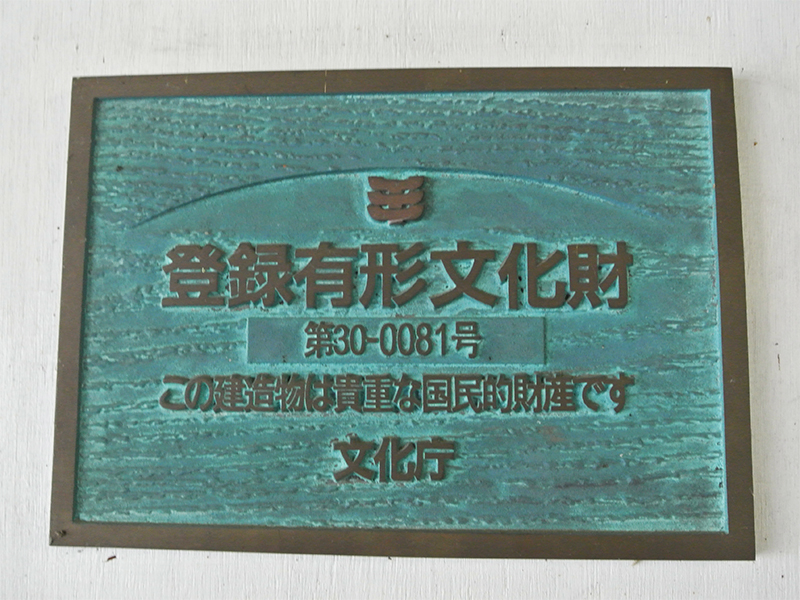 登録有形文化財
第30-0081号
この建造物は貴重な国民的財産です
文化庁